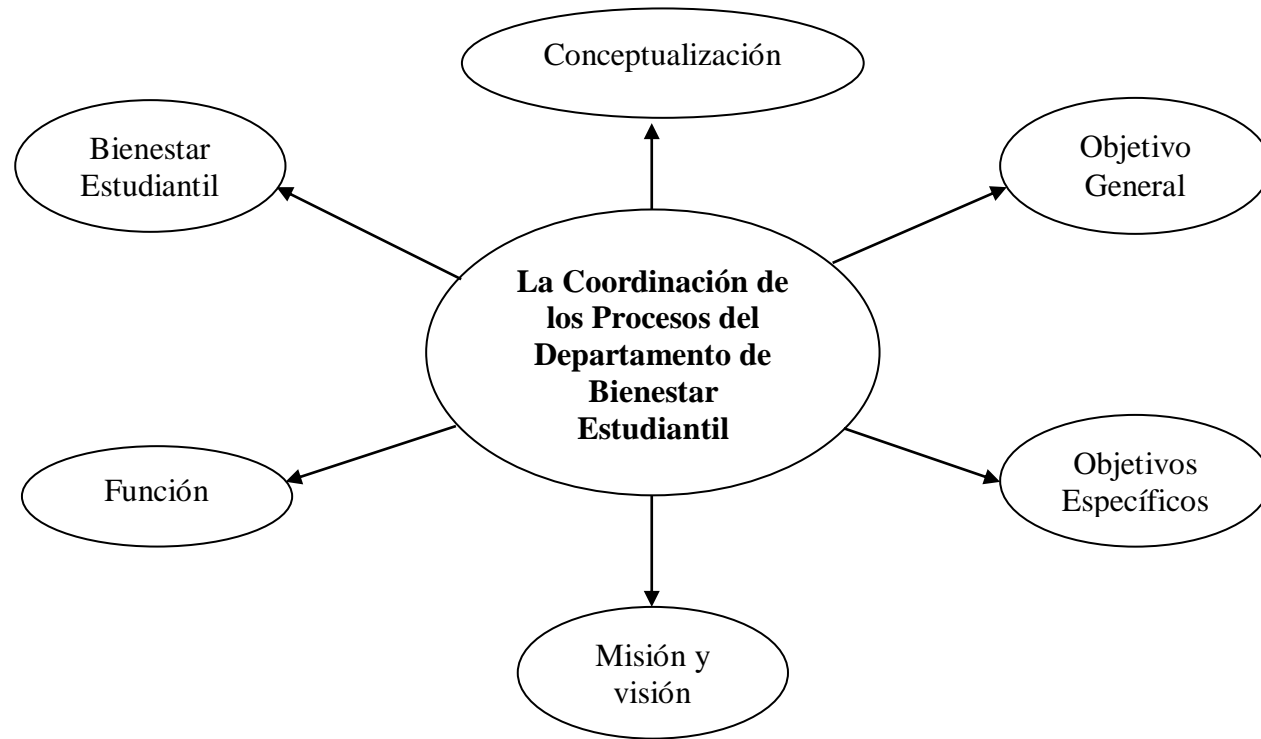 Conceptualización
Bienestar
Estudiantil
Objetivo
General
La Coordinación de
los Procesos del
Departamento de
Bienestar
Estudiantil
Función
Objetivos
Específicos
Misión y
visión